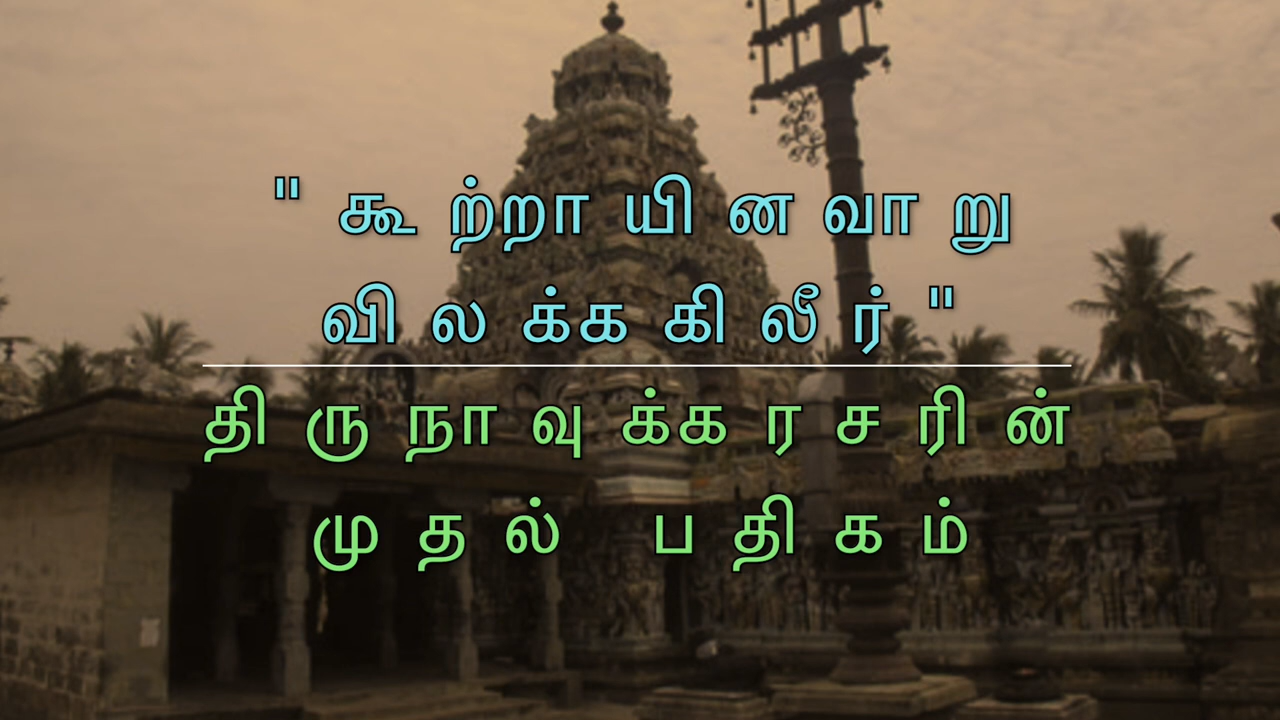 "கூற்றாயினவாறு
விலக்ககிலீர்"
திருநாவுக்கரசரின்
முதல் பதிகம்